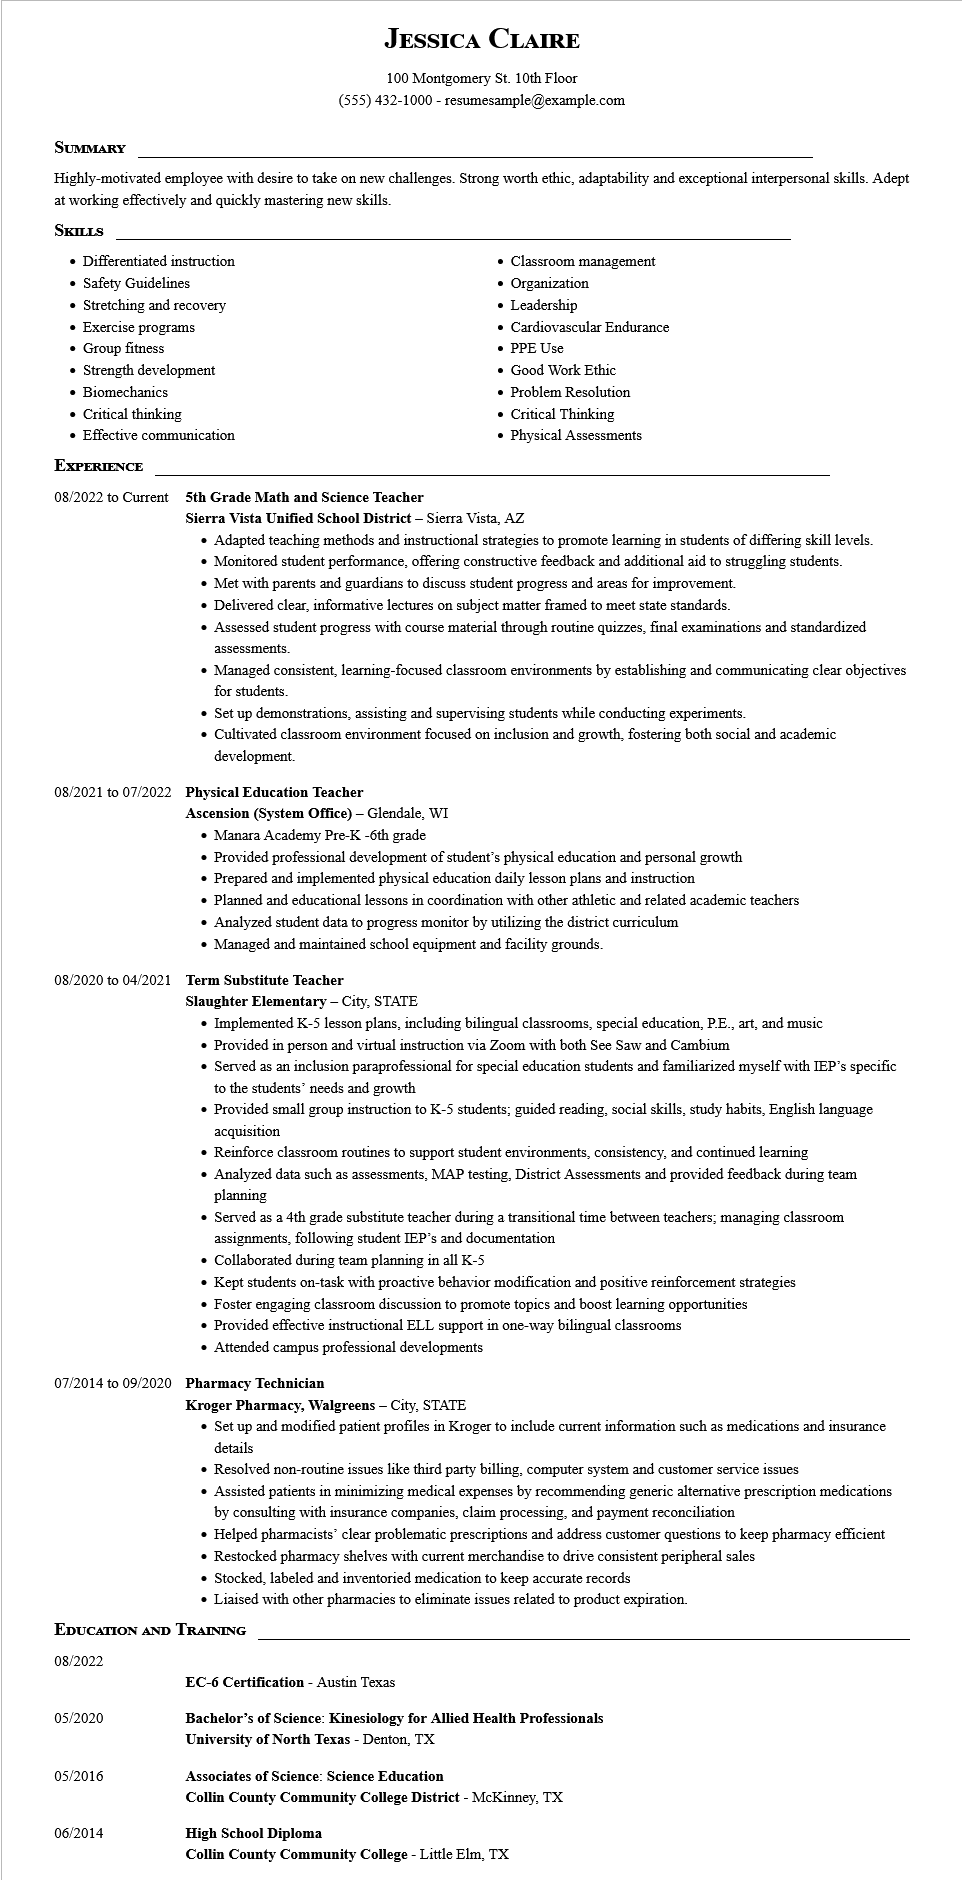 Jessica Claire
100 Montgomery St. 10th Floor
(555) 432-1000 - resumesample@example.com
Summary
Highly-motivated employee with desire to take on new challenges. Strong worth ethic, adaptability and exceptional interpersonal skills. Adept
at working effectively and quickly mastering new skills.
Skills
• Differentiated instruction
• Safety Guidelines
• Stretching and recovery
• Exercise programs
• Group fitness
• Strength development
• Biomechanics
• Critical thinking
• Effective communication
• Classroom management
• Organization
• Leadership
• Cardiovascular Endurance
• PPE Use
• Good Work Ethic
• Problem Resolution
• Critical Thinking
• Physical Assessments
Experience
08/2022 to Current 5th Grade Math and Science Teacher
Sierra Vista Unified School District – Sierra Vista, AZ
• Adapted teaching methods and instructional strategies to promote learning in students of differing skill levels.
• Monitored student performance, offering constructive feedback and additional aid to struggling students.
• Met with parents and guardians to discuss student progress and areas for improvement.
• Delivered clear, informative lectures on subject matter framed to meet state standards.
• Assessed student progress with course material through routine quizzes, final examinations and standardized
assessments.
• Managed consistent, learning-focused classroom environments by establishing and communicating clear objectives
for students.
• Set up demonstrations, assisting and supervising students while conducting experiments.
• Cultivated classroom environment focused on inclusion and growth, fostering both social and academic
development.
08/2021 to 07/2022 Physical Education Teacher
Ascension (System Office) – Glendale, WI
• Manara Academy Pre-K -6th grade
• Provided professional development of student’s physical education and personal growth
• Prepared and implemented physical education daily lesson plans and instruction
• Planned and educational lessons in coordination with other athletic and related academic teachers
• Analyzed student data to progress monitor by utilizing the district curriculum
• Managed and maintained school equipment and facility grounds.
08/2020 to 04/2021 Term Substitute Teacher
Slaughter Elementary – City, STATE
• Implemented K-5 lesson plans, including bilingual classrooms, special education, P.E., art, and music
• Provided in person and virtual instruction via Zoom with both See Saw and Cambium
• Served as an inclusion paraprofessional for special education students and familiarized myself with IEP’s specific
to the students’ needs and growth
• Provided small group instruction to K-5 students; guided reading, social skills, study habits, English language
acquisition
• Reinforce classroom routines to support student environments, consistency, and continued learning
• Analyzed data such as assessments, MAP testing, District Assessments and provided feedback during team
planning
• Served as a 4th grade substitute teacher during a transitional time between teachers; managing classroom
assignments, following student IEP’s and documentation
• Collaborated during team planning in all K-5
• Kept students on-task with proactive behavior modification and positive reinforcement strategies
• Foster engaging classroom discussion to promote topics and boost learning opportunities
• Provided effective instructional ELL support in one-way bilingual classrooms
• Attended campus professional developments
07/2014 to 09/2020 Pharmacy Technician
Kroger Pharmacy, Walgreens – City, STATE
• Set up and modified patient profiles in Kroger to include current information such as medications and insurance
details
• Resolved non-routine issues like third party billing, computer system and customer service issues
• Assisted patients in minimizing medical expenses by recommending generic alternative prescription medications
by consulting with insurance companies, claim processing, and payment reconciliation
• Helped pharmacists’ clear problematic prescriptions and address customer questions to keep pharmacy efficient
• Restocked pharmacy shelves with current merchandise to drive consistent peripheral sales
• Stocked, labeled and inventoried medication to keep accurate records
• Liaised with other pharmacies to eliminate issues related to product expiration.
Education and Training
08/2022
EC-6 Certification - Austin Texas
05/2020 Bachelor’s of Science: Kinesiology for Allied Health Professionals
University of North Texas - Denton, TX
05/2016 Associates of Science: Science Education
Collin County Community College District - McKinney, TX
06/2014 High School Diploma
Collin County Community College - Little Elm, TX